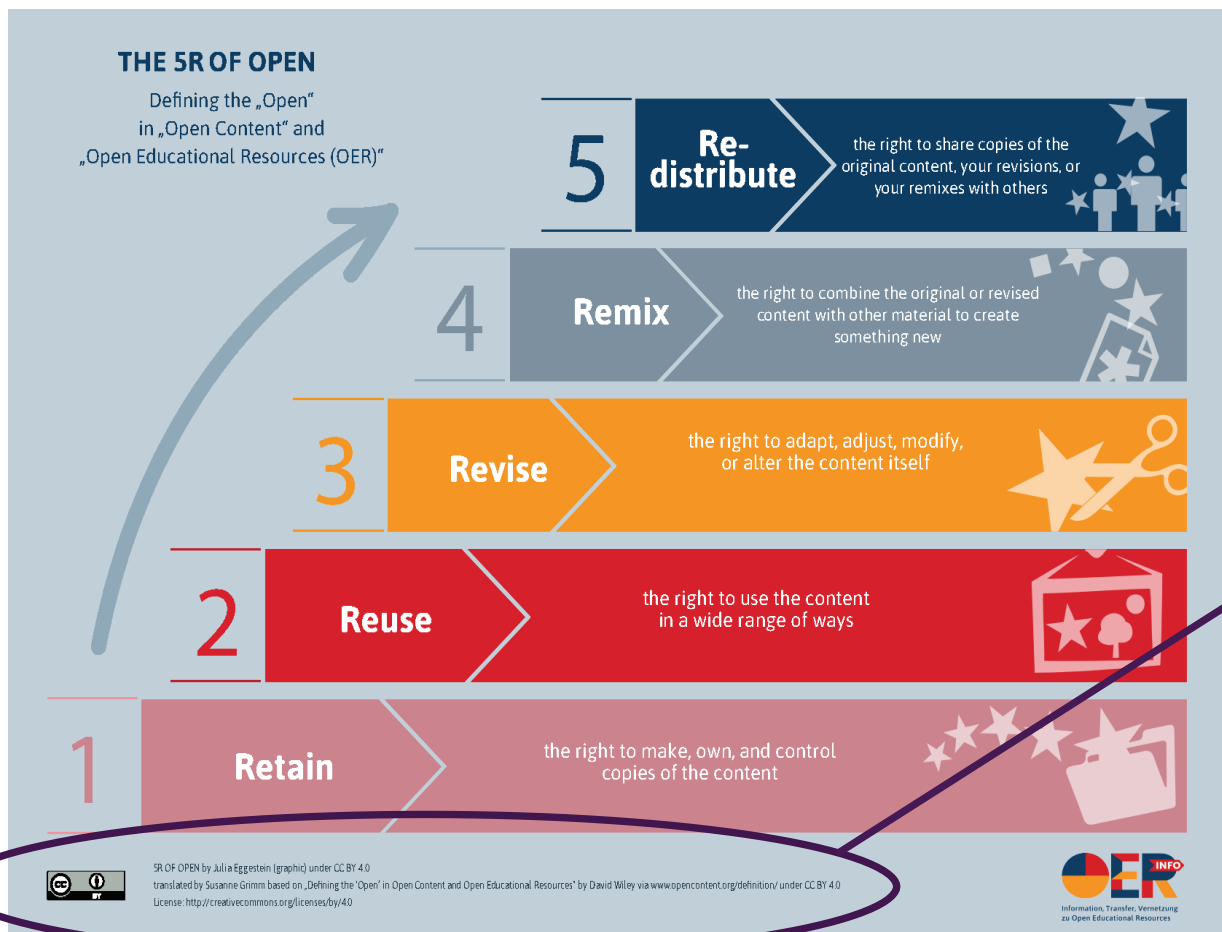 THE 5R OF OPEN
Defining the „Open“
in „Open Content“ and
„Open Educational Resources (OER)“
5
Re-
distribute
the right to share copies of the
original content, your revisions, or
your remixes with others
4
Remix
the right to combine the original or revised
content with other material to create
something new
3
Revise
the right to adapt, adjust, modify,
or alter the content itself
2
Reuse
the right to use the content
in a wide range of ways
1
Retain
the right to make, own, and control
copies of the content
cc
BY
5R OF OPEN by Julia Eggestein (graphic) under CC BY 4.0
translated by Susanne Grimm based on „Defining the 'Open' in Open Content and Open Educational Resources" by David Wiley via www.opencontent.org/definition/ under CC BY 4.0
License: http://creativecommons.org/licenses/by/4.0
OER INFO
Information, Transfer, Vernetzung
zu Open Educational Resources